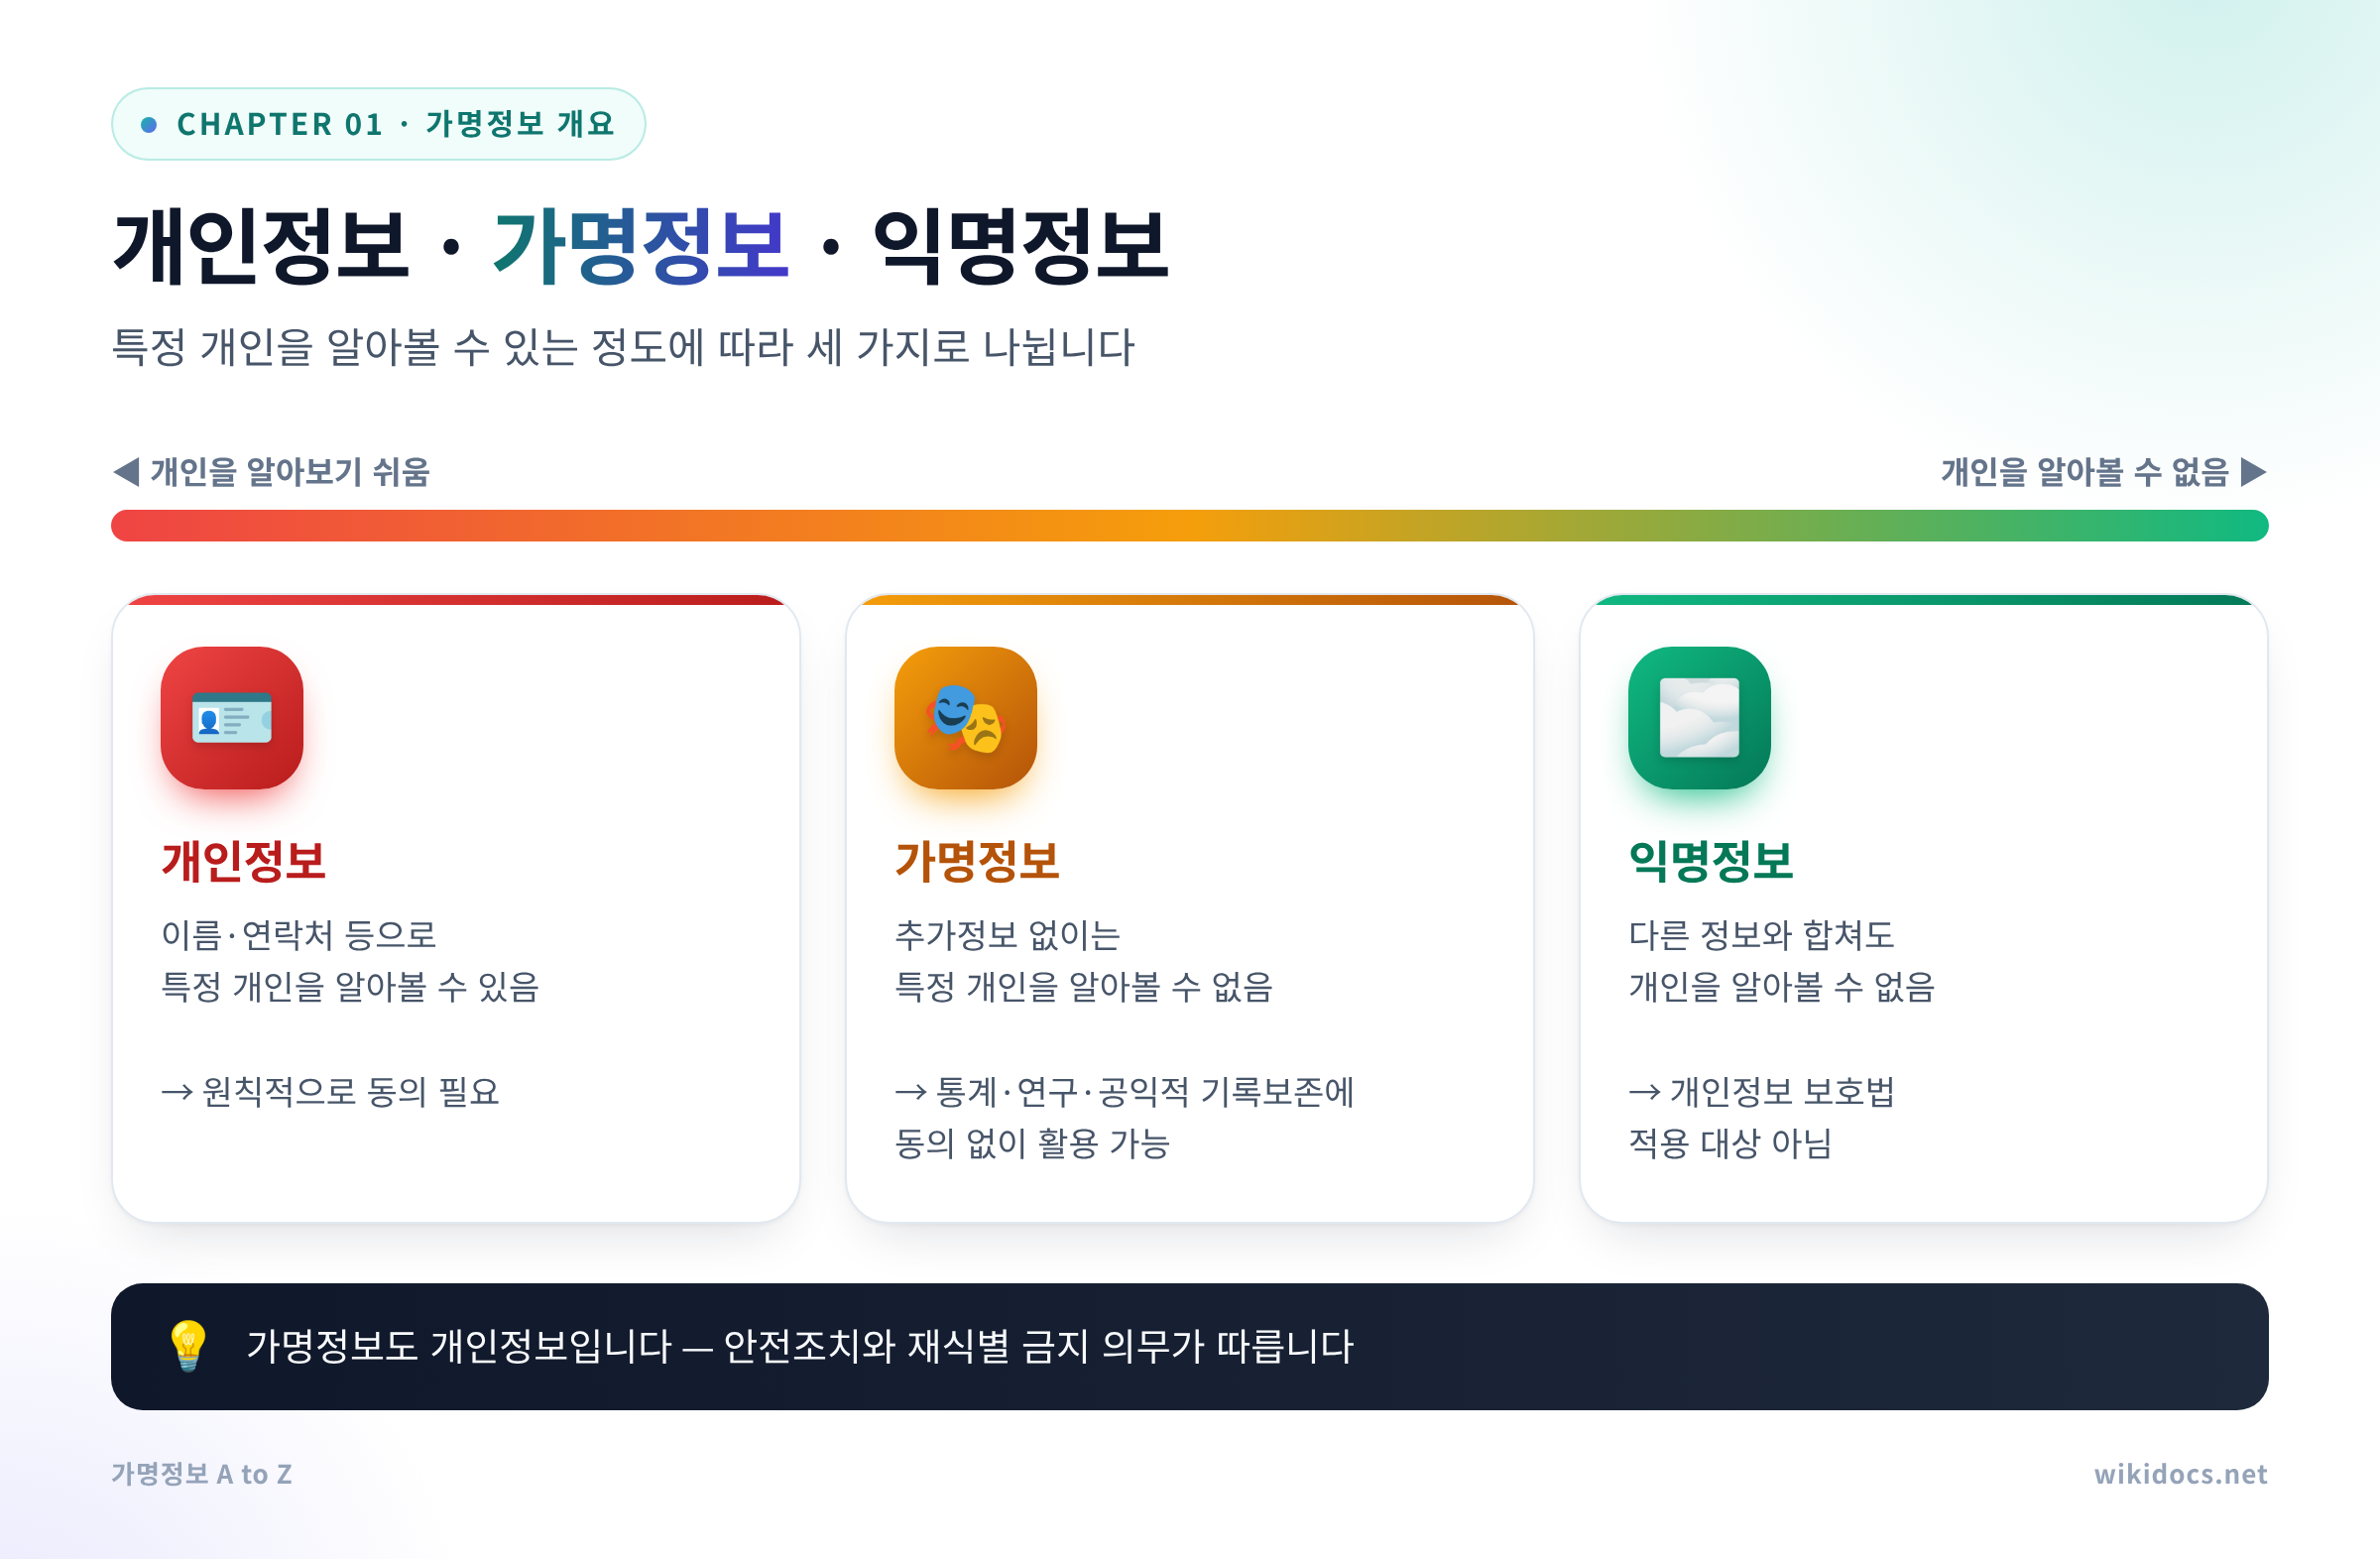 CHAPTER 01 · 가명정보 개요
개인정보 · 가명정보 · 익명정보
특정 개인을 알아볼 수 있는 정도에 따라 세 가지로 나뉩니다
◀ 개인을 알아보기 쉬움
개인을 알아볼 수 없음 ▶
개인정보
이름·연락처 등으로
특정 개인을 알아볼 수 있음
→ 원칙적으로 동의 필요
가명정보
추가정보 없이는
특정 개인을 알아볼 수 없음
→ 통계·연구·공익적 기록보존에
동의 없이 활용 가능
익명정보
다른 정보와 합쳐도
개인을 알아볼 수 없음
→ 개인정보 보호법
적용 대상 아님
가명정보도 개인정보입니다 — 안전조치와 재식별 금지 의무가 따릅니다
가명정보 A to Z
wikidocs.net